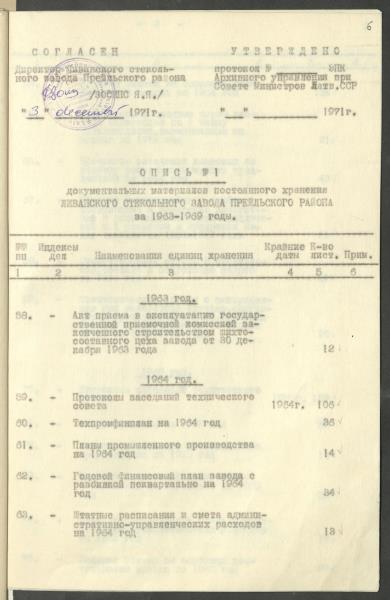 6
СОГЛАСЕН
УТВЕРЖДЕНО
Директор Ливанского стеколь-
ного завода Прейльского района
протокол № ЭПК
Архивного управления при
Совете Министров Латв.ССР
/ЗОСИНС Я.Я./
"3" decembrī 1971г.
"__" ________ 1971г.
ОПИСЬ №1
документальных материалов постоянного хранения
ЛИВАНСКОГО СТЕКОЛЬНОГО ЗАВОДА ПРЕЙЛЬСКОГО РАЙОНА
за 1963-1969 годы.
№№ пп Индексы дел Наименования единиц хранения Крайние даты К-во лист. Прим.
1 2 3 4 5 6
1963 год.
58. - Акт приема в эксплуатацию государ-
ственной приемочной комиссией за-
конченного строительством шихто-
составного цеха завода от 30 де-
кабря 1963 года 12
1964 год.
59. - Протоколы заседаний технического
совета 1964г. 106
60. - Техпромфинплан на 1964 год 36
61. - Планы промышленного производства
на 1964 год 14
62. - Годовой финансовый план завода с
разбивкой поквартально на 1964
год 34
63. - Штатные расписания и смета админи-
стративно-управленческих расходов
на 1964 год 13